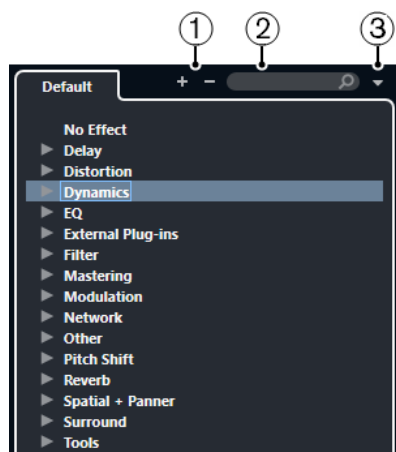 1 2 3
Default + −
No Effect
Delay
Distortion
Dynamics
EQ
External Plug-ins
Filter
Mastering
Modulation
Network
Other
Pitch Shift
Reverb
Spatial + Panner
Surround
Tools